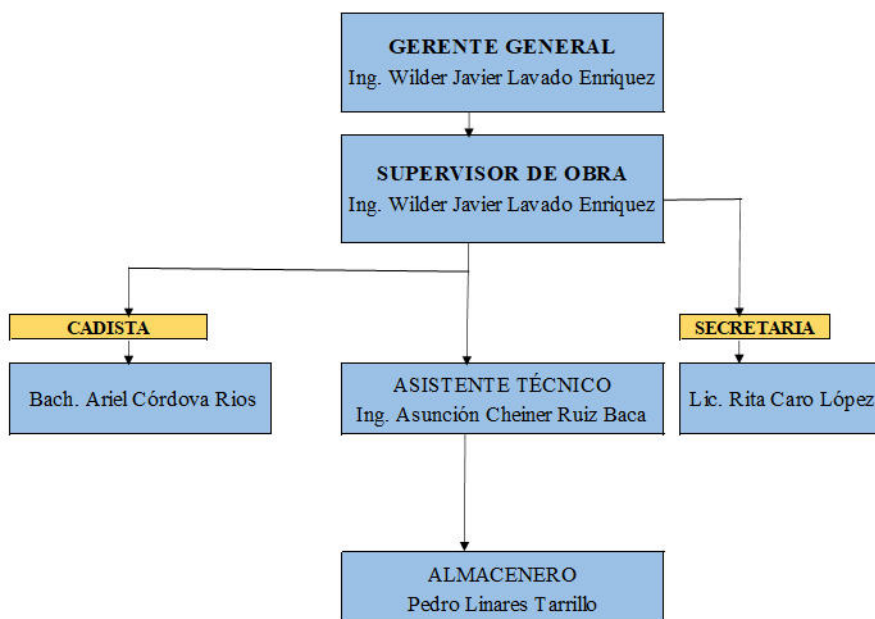 GERENTE GENERAL
Ing. Wilder Javier Lavado Enriquez
SUPERVISOR DE OBRA
Ing. Wilder Javier Lavado Enriquez
CADISTA
SECRETARIA
Bach. Ariel Córdova Rios
ASISTENTE TÉCNICO
Ing. Asunción Cheiner Ruiz Baca
Lic. Rita Caro López
ALMACENERO
Pedro Linares Tarrillo